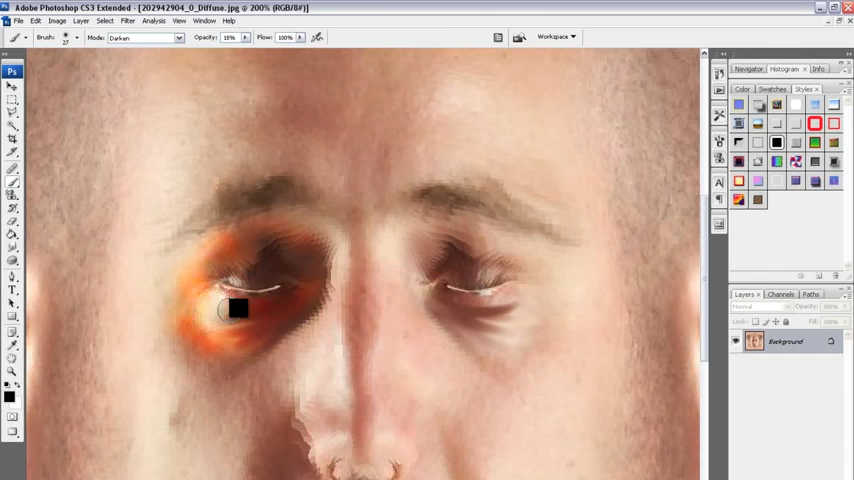 Adobe Photoshop CS3 Extended - [202942904_0_Diffuse.jpg @ 200% (RGB/8#)]
File Edit Image Layer Select Filter Analysis View Window Help
Brush: 27 Mode: Darken Opacity: 18% Flow: 100% Workspace
Ps
Navigator Histogram x Info
Color Swatches Styles x
A
T
Layers x Channels Paths
Normal Opacity: 100%
Lock: Fill: 100%
Background